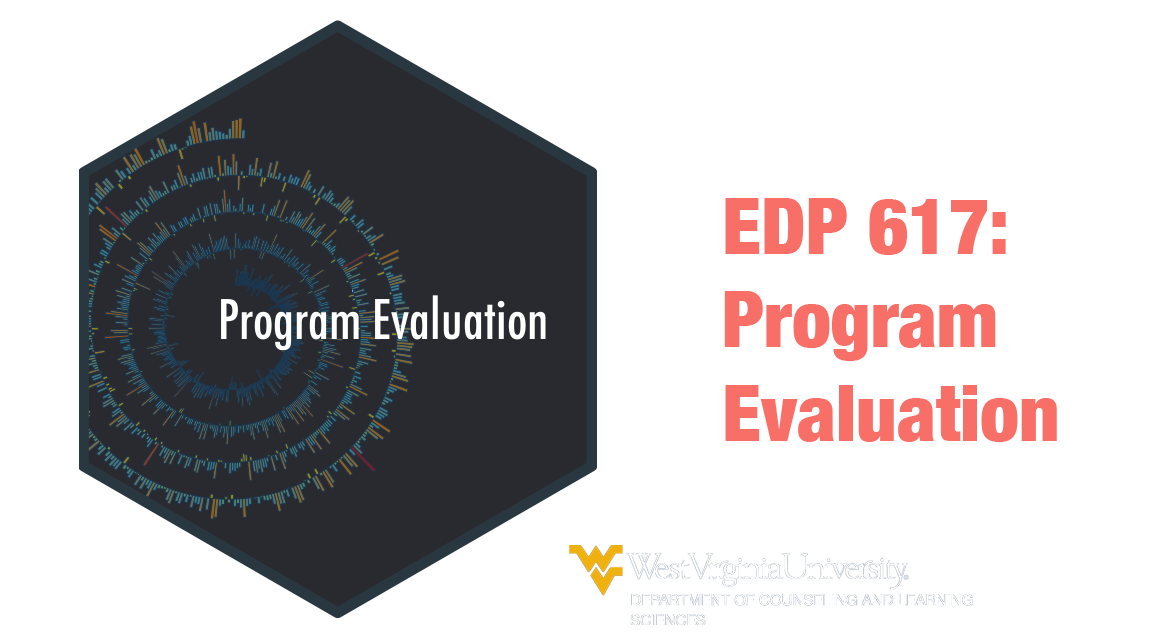 Program Evaluation
EDP 617:
Program
Evaluation
WestVirginiaUniversity.
DEPARTMENT OF COUNSELING AND LEARNING
SCIENCES